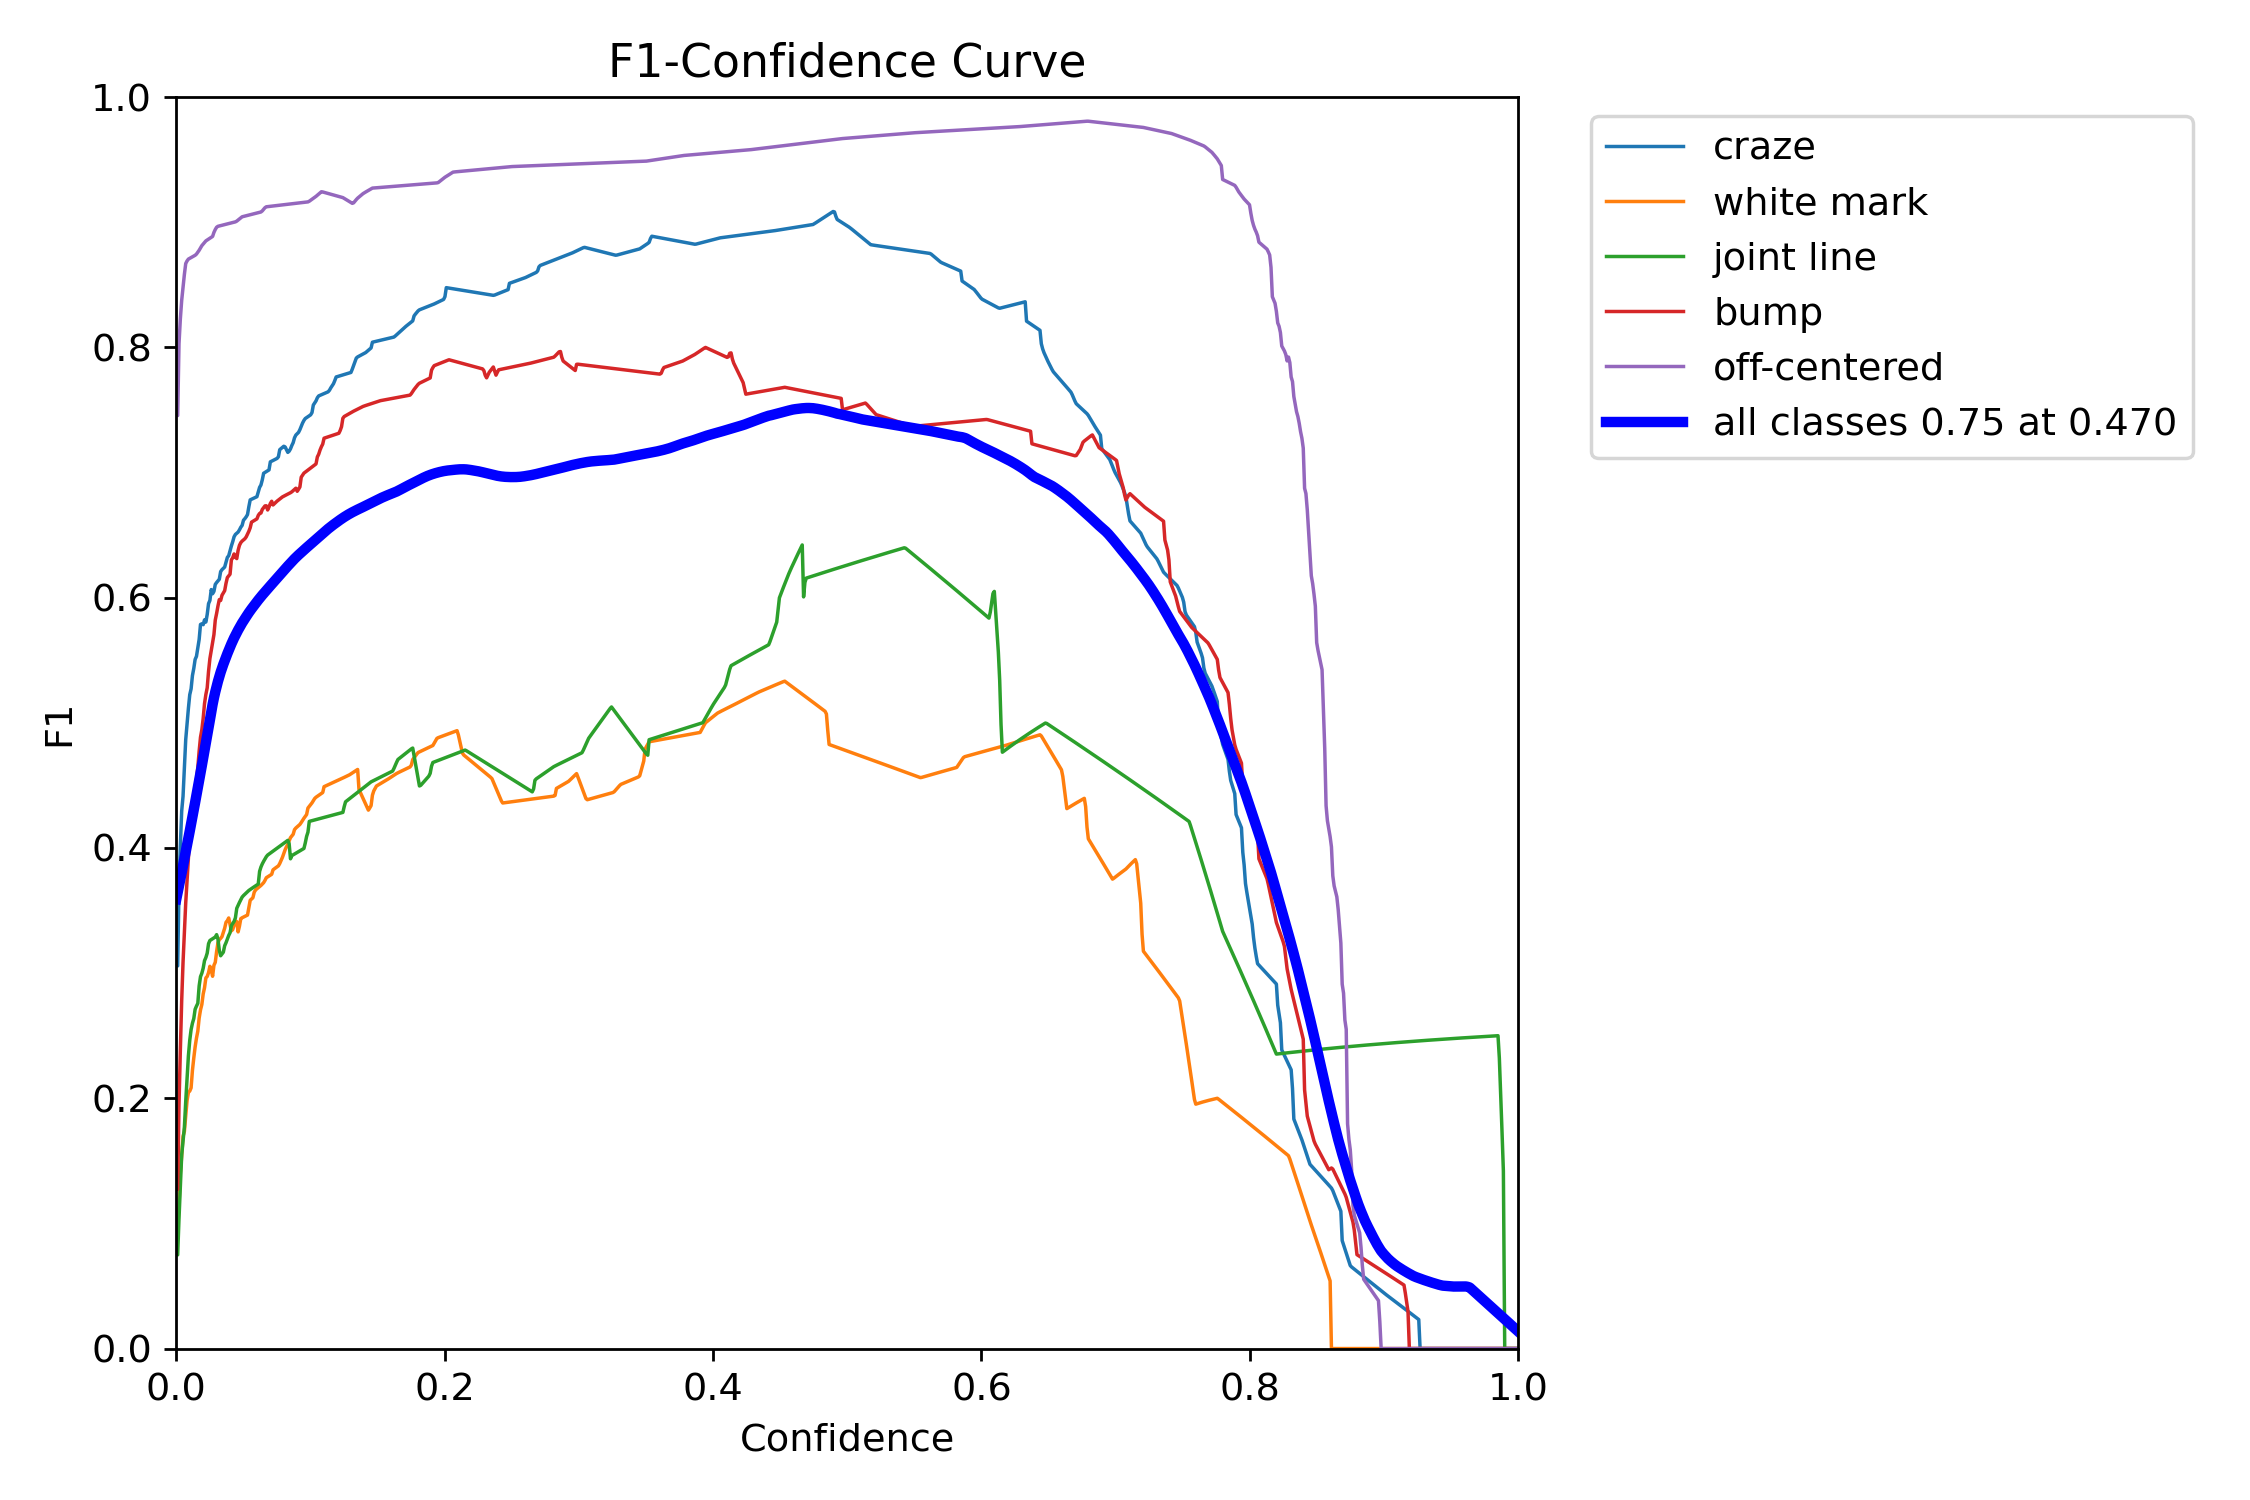 F1-Confidence Curve
1.0
0.8
0.6
0.4
0.2
0.0
F1
0.0 0.2 0.4 0.6 0.8 1.0
Confidence
craze
white mark
joint line
bump
off-centered
all classes 0.75 at 0.470